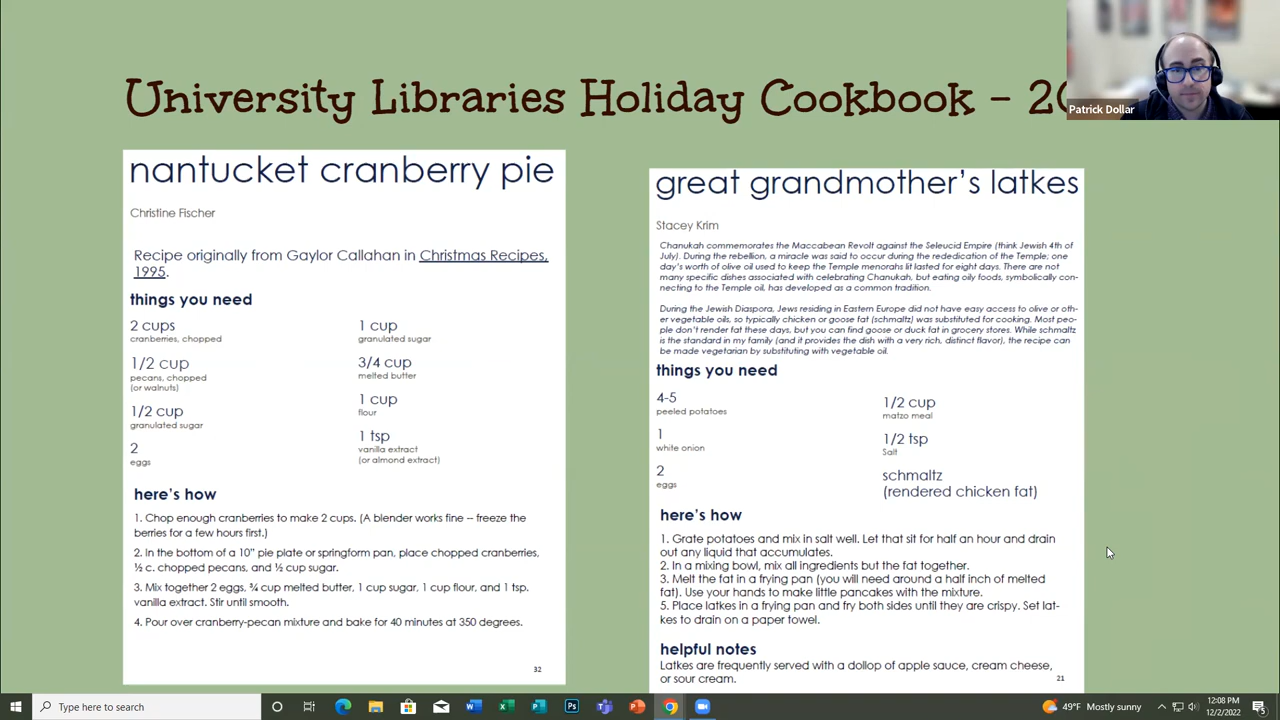 University Libraries Holiday Cookbook - 20
Patrick Dollar
nantucket cranberry pie
Christine Fischer
Recipe originally from Gaylor Callahan in Christmas Recipes,
1995.
things you need
2 cups
cranberries, chopped
1/2 cup
pecans, chopped
(or walnuts)
1/2 cup
granulated sugar
2
eggs
1 cup
granulated sugar
3/4 cup
melted butter
1 cup
flour
1 tsp
vanilla extract
(or almond extract)
here's how
1. Chop enough cranberries to make 2 cups. (A blender works fine -- freeze the
berries for a few hours first.)
2. In the bottom of a 10" pie plate or springform pan, place chopped cranberries,
½ c. chopped pecans, and ½ cup sugar.
3. Mix together 2 eggs, ¾ cup melted butter, 1 cup sugar, 1 cup flour, and 1 tsp.
vanilla extract. Stir until smooth.
4. Pour over cranberry-pecan mixture and bake for 40 minutes at 350 degrees.
32
great grandmother's latkes
Stacey Krim
Chanukah commemorates the Maccabean Revolt against the Seleucid Empire (think Jewish 4th of
July). During the rebellion, a miracle was said to occur during the rededication of the Temple; one
day's worth of olive oil used to keep the Temple menorahs lit lasted for eight days. There are not
many specific dishes associated with celebrating Chanukah, but eating oily foods, symbolically con-
necting to the Temple oil, has developed as a common tradition.
During the Jewish Diaspora, Jews residing in Eastern Europe did not have easy access to olive or oth-
er vegetable oils, so typically chicken or goose fat (schmaltz) was substituted for cooking. Most peo-
ple don't render fat these days, but you can find goose or duck fat in grocery stores. While schmaltz
is the standard in my family (and it provides the dish with a very rich, distinct flavor), the recipe can
be made vegetarian by substituting with vegetable oil.
things you need
4-5
peeled potatoes
1
white onion
2
eggs
1/2 cup
matzo meal
1/2 tsp
Salt
schmaltz
(rendered chicken fat)
here's how
1. Grate potatoes and mix in salt well. Let that sit for half an hour and drain
out any liquid that accumulates.
2. In a mixing bowl, mix all ingredients but the fat together.
3. Melt the fat in a frying pan (you will need around a half inch of melted
fat). Use your hands to make little pancakes with the mixture.
5. Place latkes in a frying pan and fry both sides until they are crispy. Set lat-
kes to drain on a paper towel.
helpful notes
Latkes are frequently served with a dollop of apple sauce, cream cheese,
or sour cream.
21
Type here to search
49°F Mostly sunny
12:08 PM
12/2/2022
5